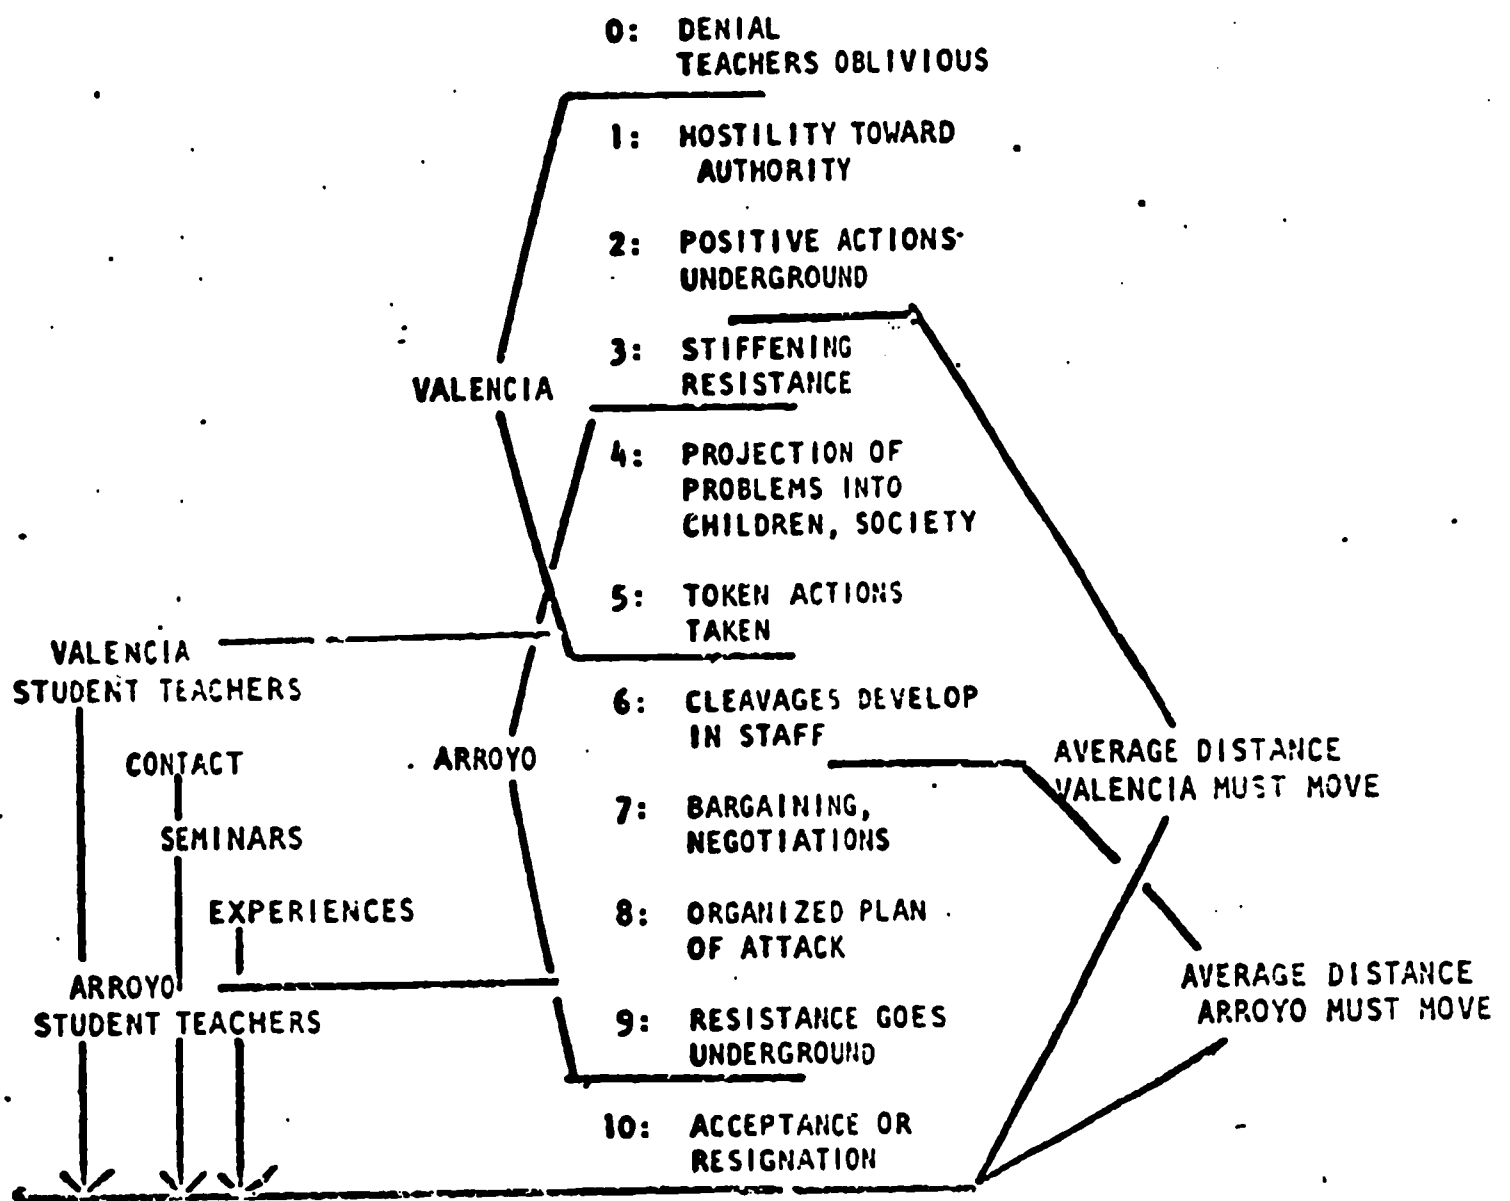 0: DENIAL
TEACHERS OBLIVIOUS
1: HOSTILITY TOWARD
AUTHORITY
2: POSITIVE ACTIONS-
UNDERGROUND
3: STIFFENING
RESISTANCE
VALENCIA
4: PROJECTION OF
PROBLEMS INTO
CHILDREN, SOCIETY
5: TOKEN ACTIONS
TAKEN
VALENCIA
STUDENT TEACHERS
6: CLEAVAGES DEVELOP
IN STAFF
CONTACT
ARROYO
AVERAGE DISTANCE
VALENCIA MUST MOVE
SEMINARS
7: BARGAINING,
NEGOTIATIONS
EXPERIENCES
8: ORGANIZED PLAN
OF ATTACK
ARROYO
STUDENT TEACHERS
AVERAGE DISTANCE
ARROYO MUST MOVE
9: RESISTANCE GOES
UNDERGROUND
10: ACCEPTANCE OR
RESIGNATION